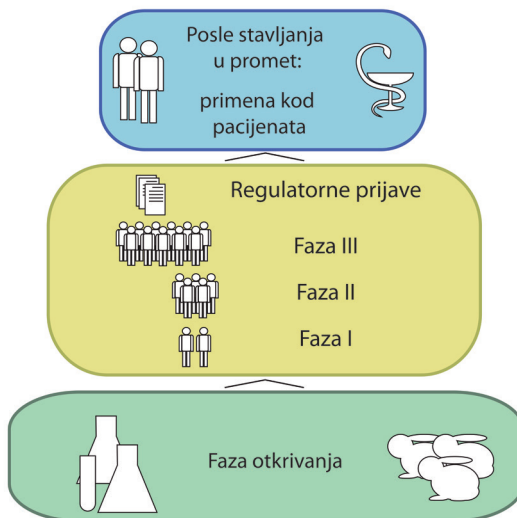 Posle stavljanja
u promet:
primena kod
pacijenata
Regulatorne prijave
Faza III
Faza II
Faza I
Faza otkrivanja